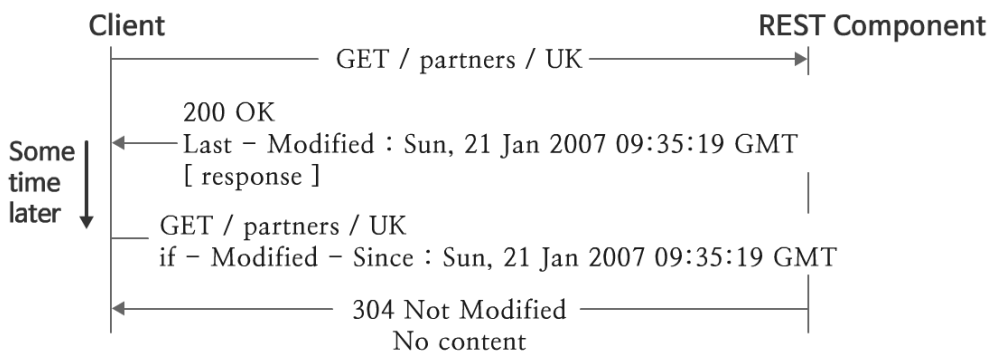 Client
REST Component
GET / partners / UK
200 OK
Last - Modified : Sun, 21 Jan 2007 09:35:19 GMT
[ response ]
Some
time
later
GET / partners / UK
if - Modified - Since : Sun, 21 Jan 2007 09:35:19 GMT
304 Not Modified
No content